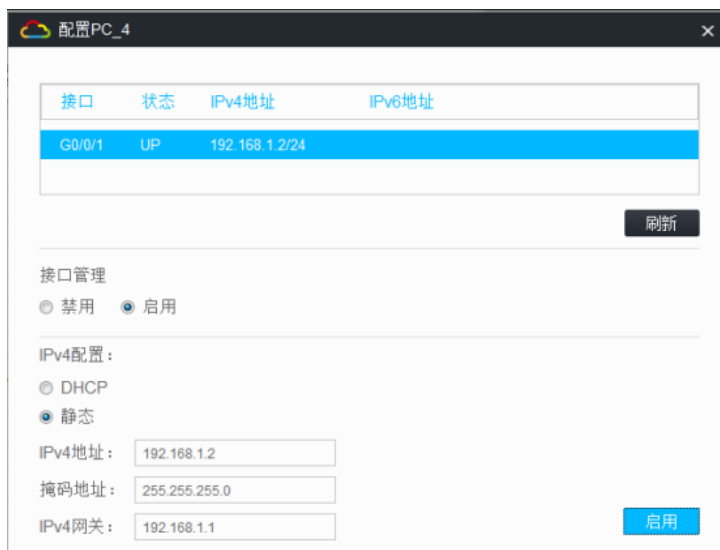 配置PC_4
接口 状态 IPv4地址 IPv6地址
G0/0/1 UP 192.168.1.2/24
刷新
接口管理
禁用 启用
IPv4配置：
DHCP
静态
IPv4地址： 192.168.1.2
掩码地址： 255.255.255.0
IPv4网关： 192.168.1.1
启用